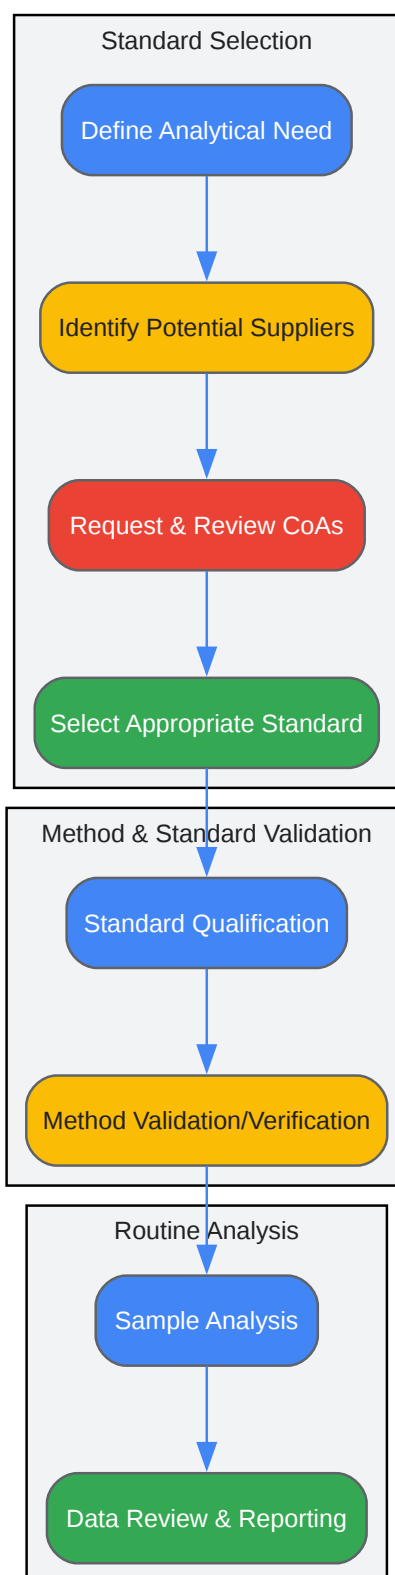 Standard Selection
Define Analytical Need
Identify Potential Suppliers
Request & Review CoAs
Select Appropriate Standard
Method & Standard Validation
Standard Qualification
Method Validation/Verification
Routine Analysis
Sample Analysis
Data Review & Reporting